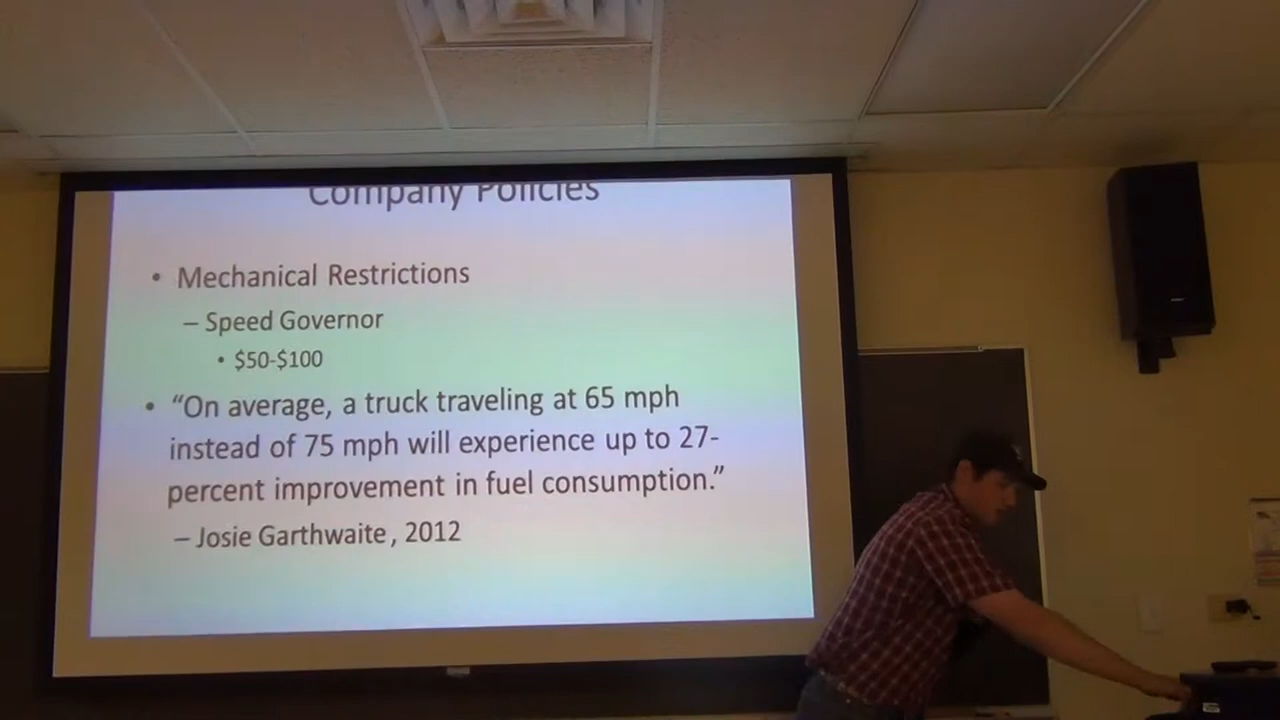 Company Policies
• Mechanical Restrictions
– Speed Governor
• $50-$100
• “On average, a truck traveling at 65 mph
instead of 75 mph will experience up to 27-
percent improvement in fuel consumption.”
– Josie Garthwaite, 2012